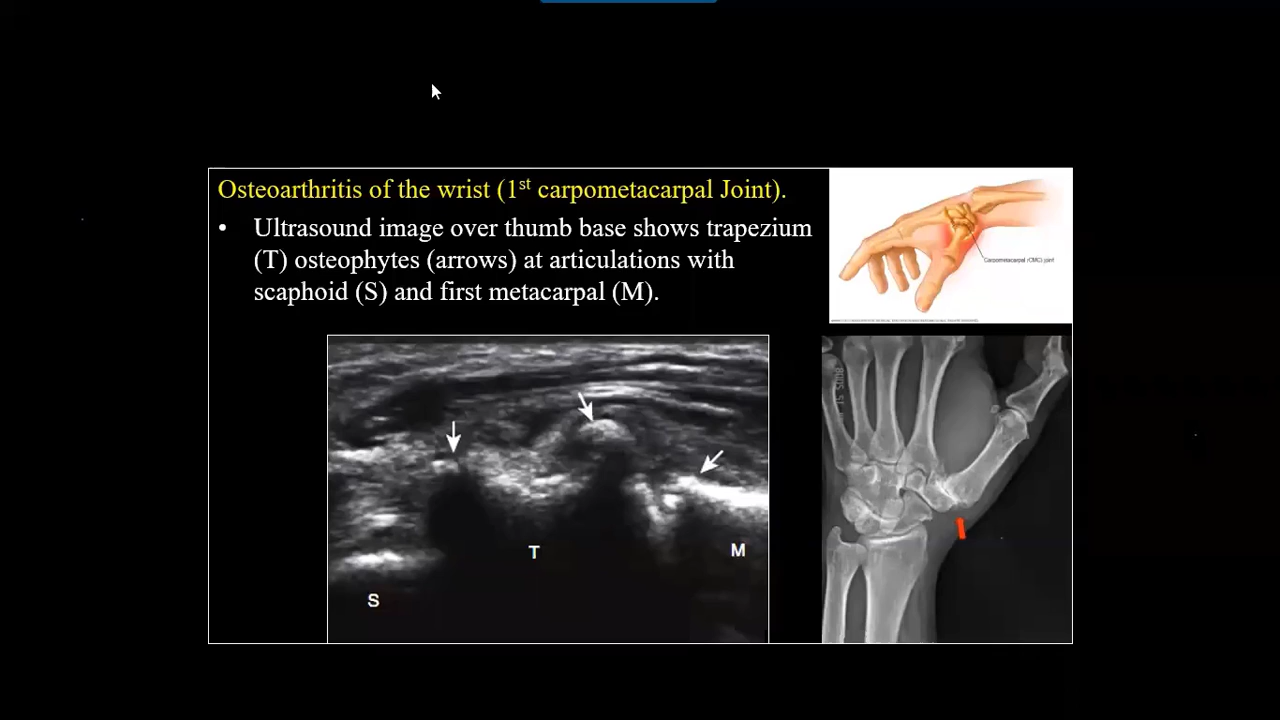 Osteoarthritis of the wrist (1st carpometacarpal Joint).
• Ultrasound image over thumb base shows trapezium
(T) osteophytes (arrows) at articulations with
scaphoid (S) and first metacarpal (M).
Carpometacarpal (CMC) joint
T
M
S